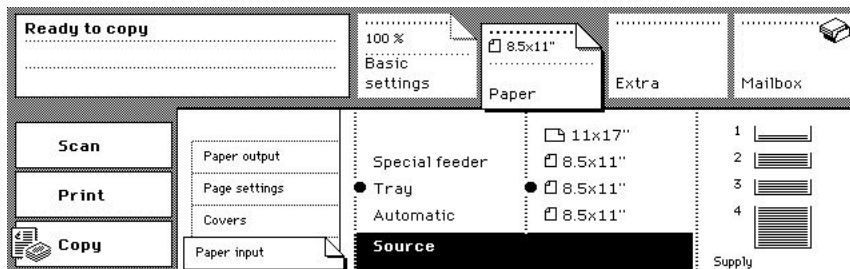 Ready to copy
100 %
Basic
settings
8.5x11"
Paper
Extra
Mailbox
Scan
Print
Copy
Paper output
Page settings
Covers
Paper input
Special feeder
Tray
Automatic
Source
11x17"
8.5x11"
8.5x11"
8.5x11"
1
2
3
4
Supply